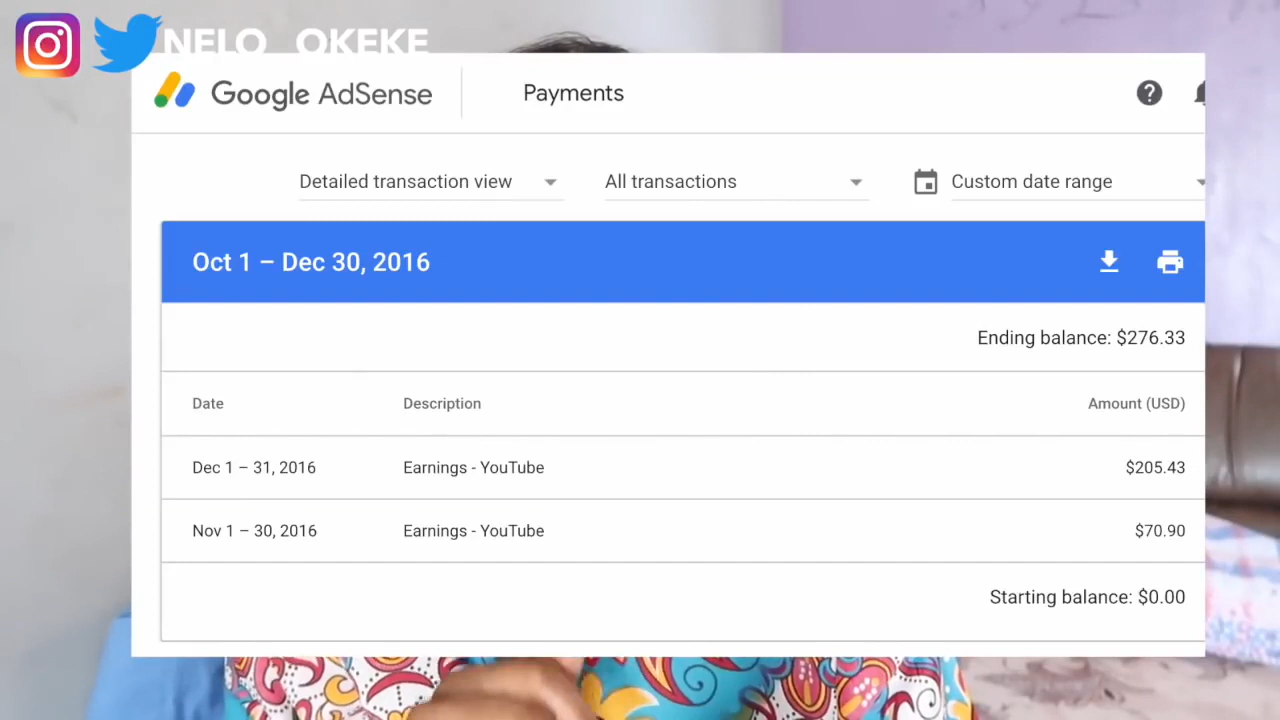 NELO_OKEKE
Google AdSense
Payments
Detailed transaction view
All transactions
Custom date range
Oct 1 – Dec 30, 2016
Ending balance: $276.33
Date Description Amount (USD)
Dec 1 – 31, 2016 Earnings - YouTube $205.43
Nov 1 – 30, 2016 Earnings - YouTube $70.90
Starting balance: $0.00